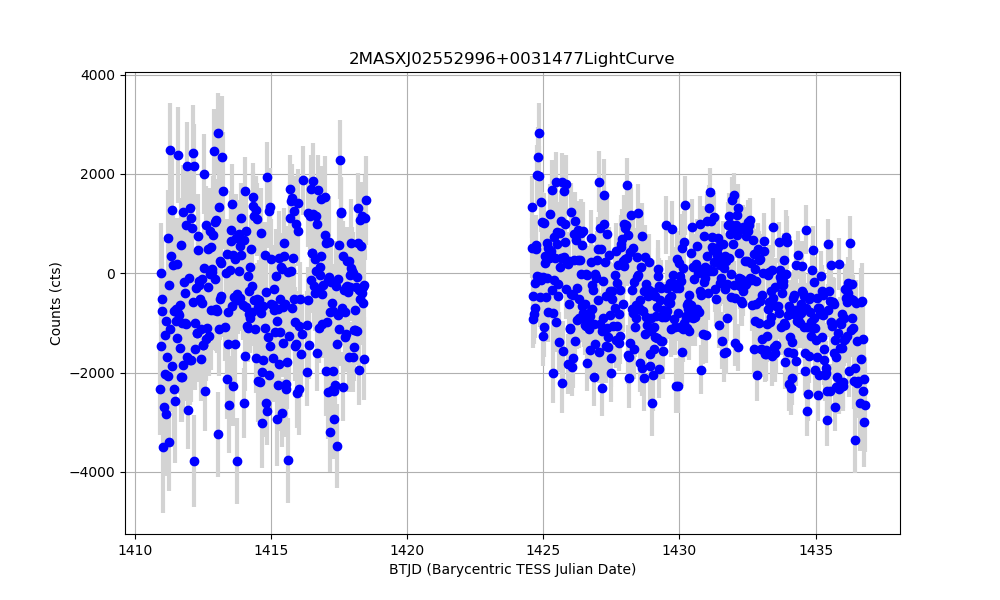 2MASXJ02552996+0031477LightCurve
4000
2000
0
−2000
−4000
Counts (cts)
1410 1415 1420 1425 1430 1435
BTJD (Barycentric TESS Julian Date)